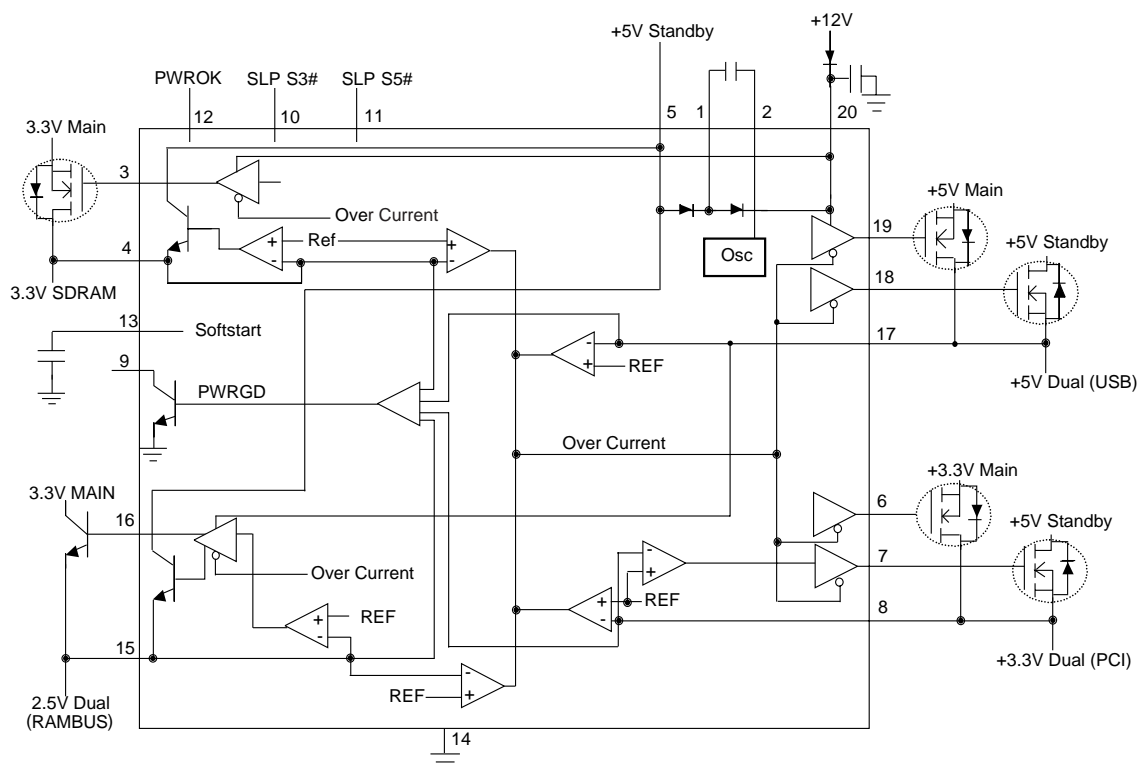 +12V
+5V Standby
PWROK
SLP S3#
SLP S5#
12
10
11
5
1
2
20
3.3V Main
3
Over Current
+5V Main
19
+5V Standby
4
Ref
+
-
+
-
Osc
18
3.3V SDRAM
13
Softstart
17
-
+
REF
9
PWRGD
+5V Dual (USB)
Over Current
+3.3V Main
3.3V MAIN
16
6
+5V Standby
-
+
7
Over Current
+
-
REF
8
+
-
REF
15
+3.3V Dual (PCI)
-
+
REF
2.5V Dual
(RAMBUS)
14